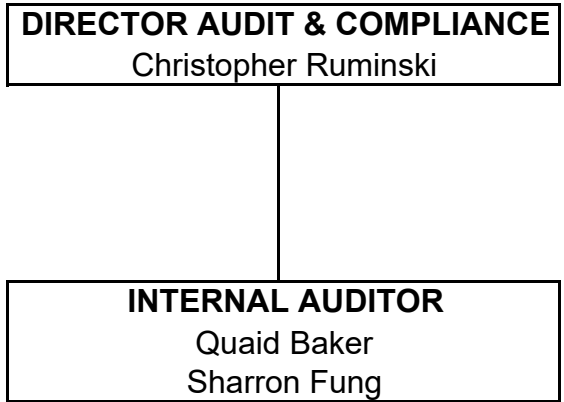 DIRECTOR AUDIT & COMPLIANCE
Christopher Ruminski
INTERNAL AUDITOR
Quaid Baker
Sharron Fung